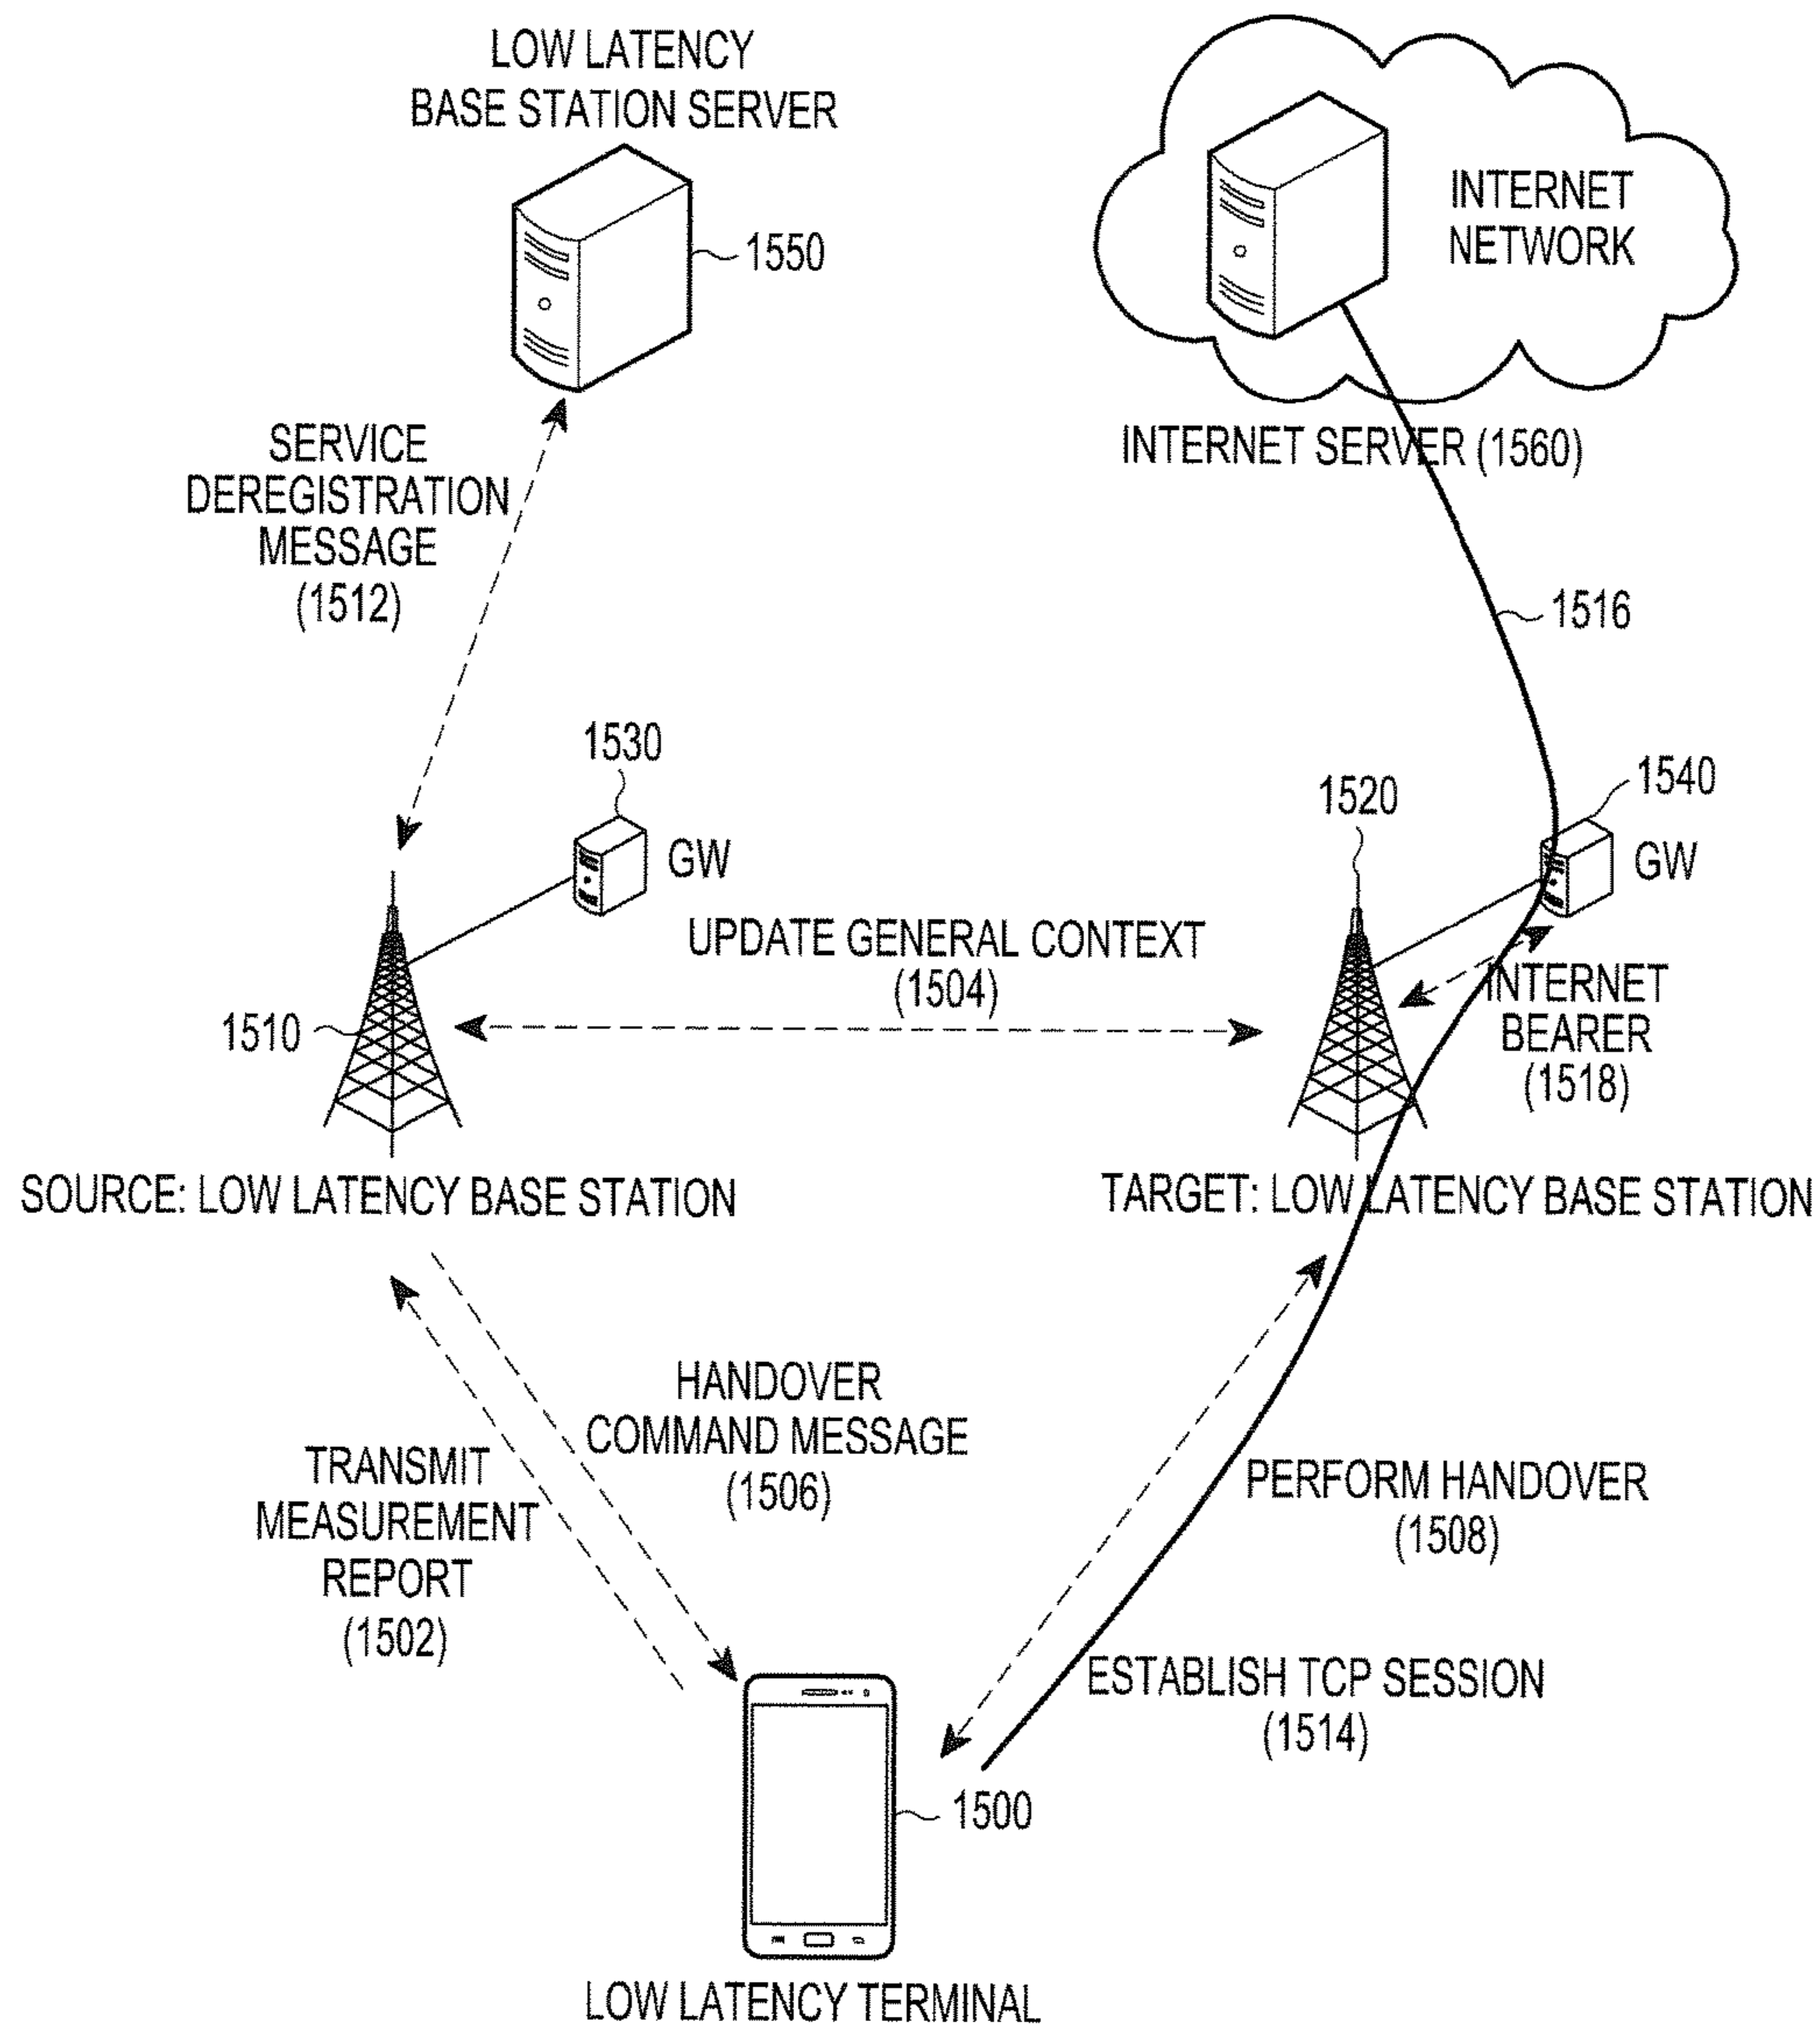 LOW LATENCY
BASE STATION SERVER
1550
INTERNET
NETWORK
INTERNET SERVER (1560)
SERVICE
DEREGISTRATION
MESSAGE
(1512)
1516
1530
GW
1520
1540
GW
UPDATE GENERAL CONTEXT
(1504)
INTERNET
BEARER
(1518)
1510
SOURCE: LOW LATENCY BASE STATION
TARGET: LOW LATENCY BASE STATION
HANDOVER
COMMAND MESSAGE
(1506)
TRANSMIT
MEASUREMENT
REPORT
(1502)
PERFORM HANDOVER
(1508)
ESTABLISH TCP SESSION
(1514)
1500
LOW LATENCY TERMINAL